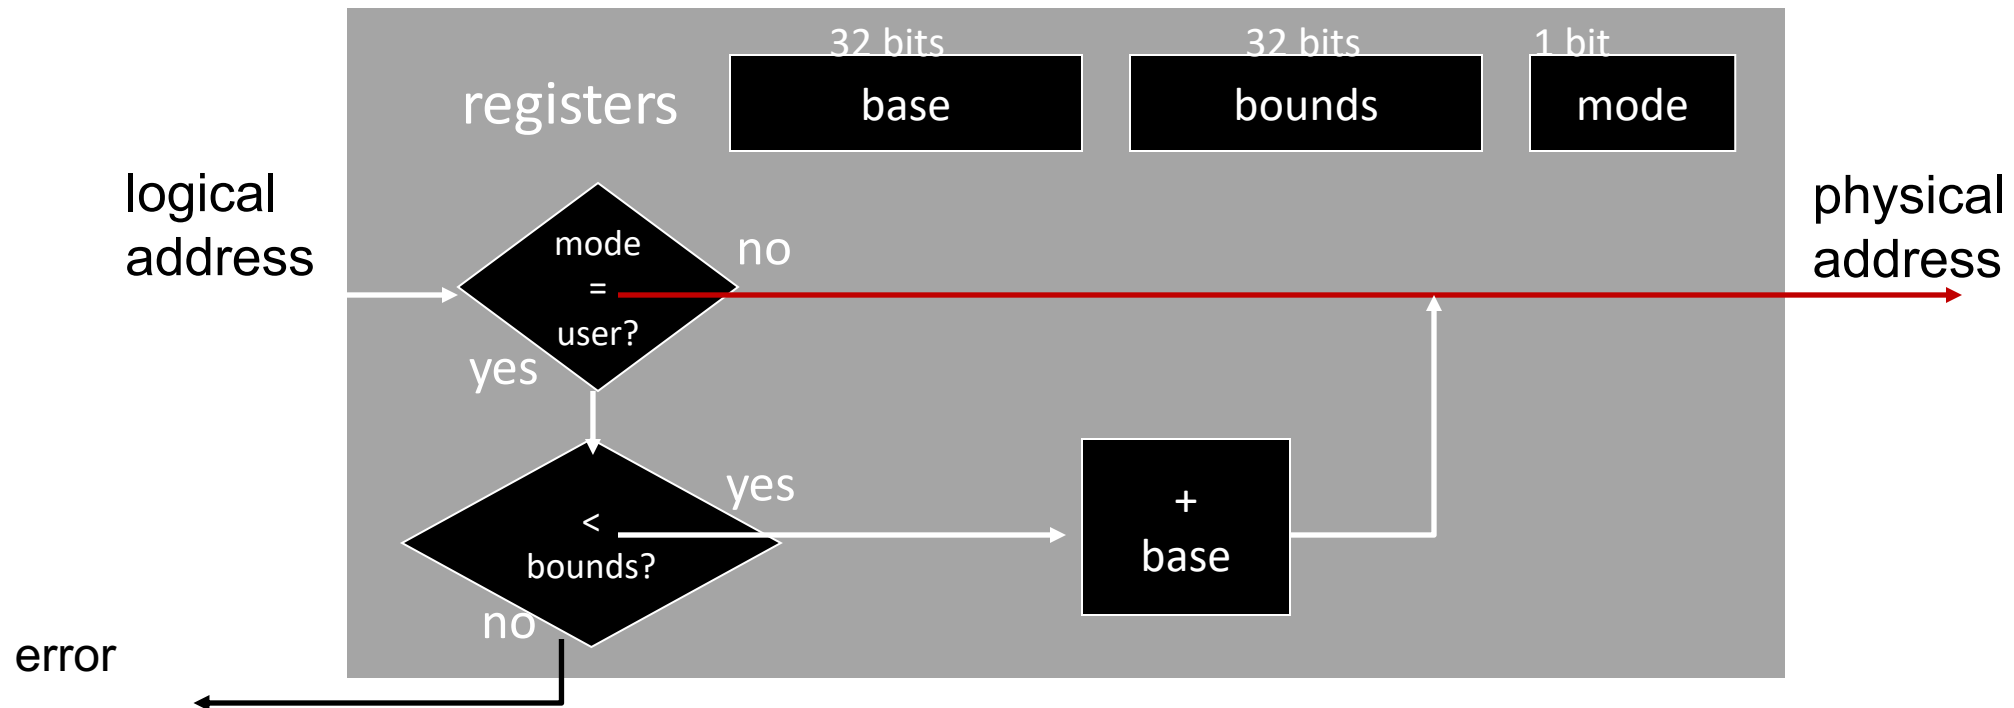 32 bits
32 bits
1 bit
registers
base
bounds
mode
logical
address
mode
=
user?
no
physical
address
yes
<
bounds?
yes
+
base
no
error